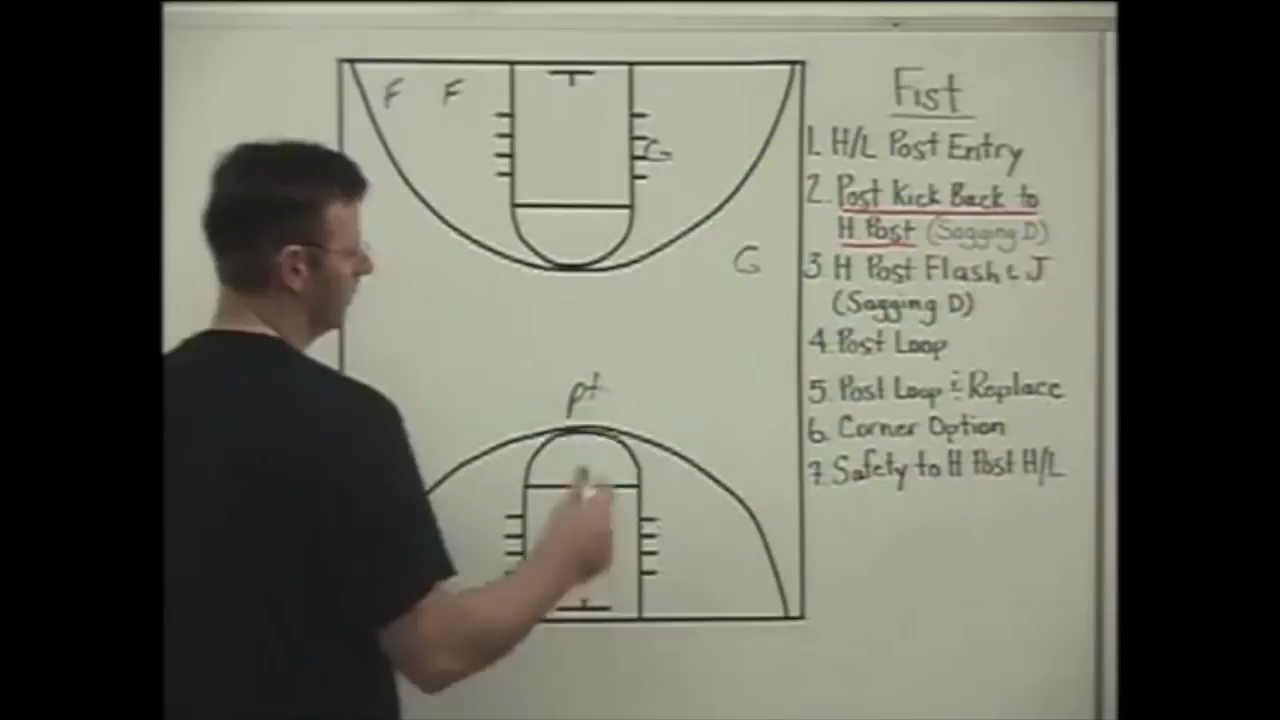 F F
G
G
pt
Fist
1. H/L Post Entry
2. Post Kick Back to
H Post (Sagging D)
3. H Post Flash & J
(Sagging D)
4. Post Loop
5. Post Loop & Replace
6. Corner Option
7. Safety to H Post H/L